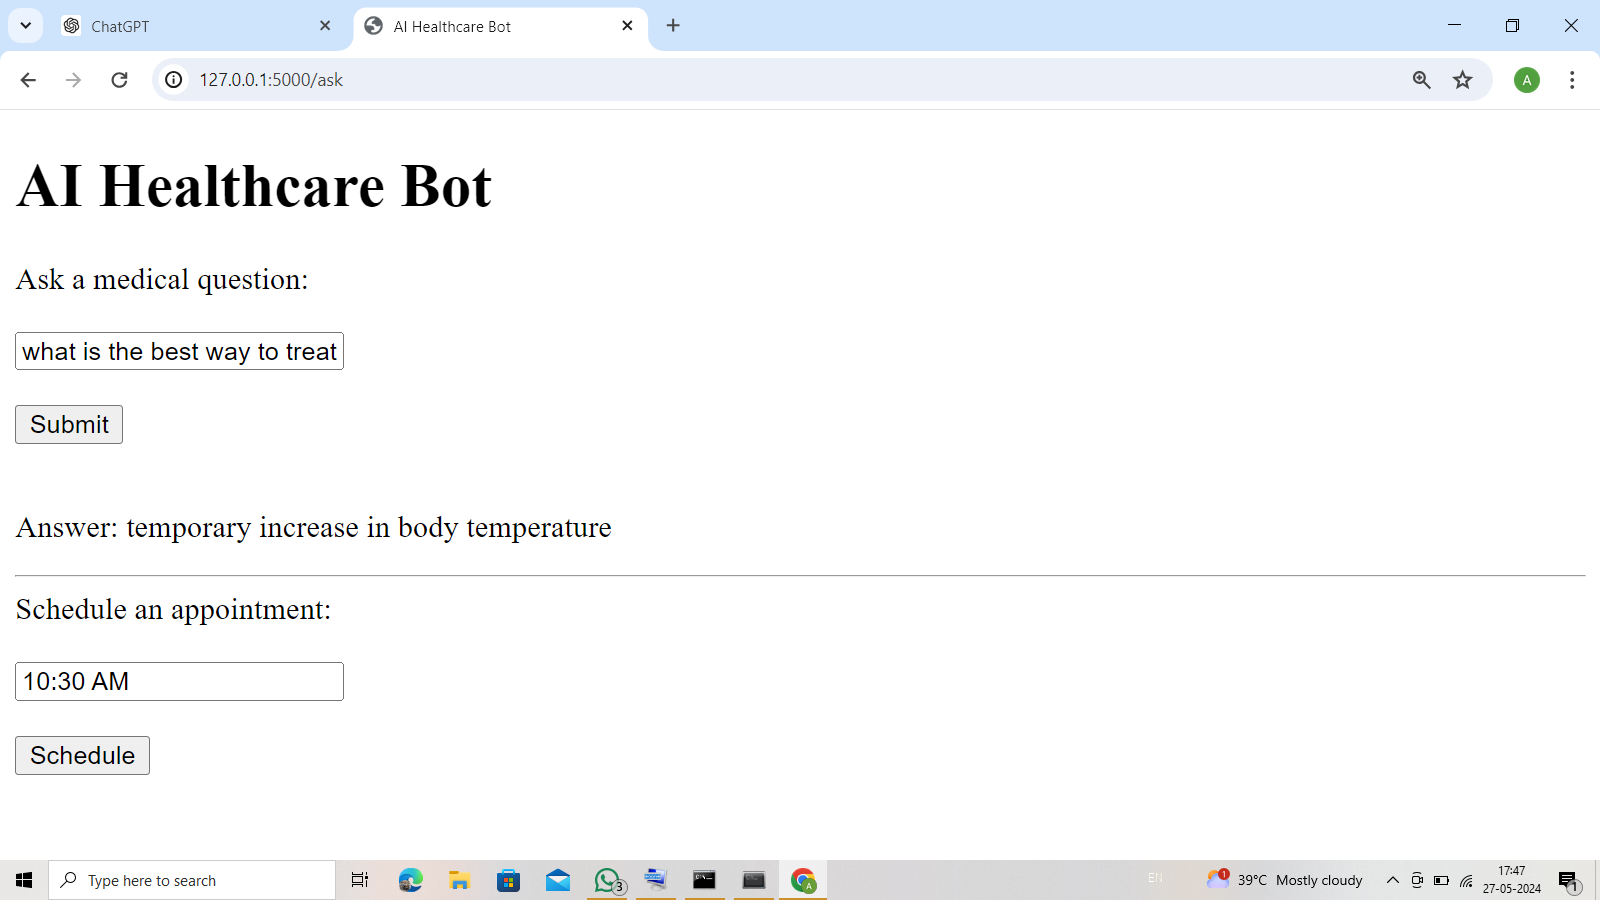 ChatGPT
AI Healthcare Bot
127.0.0.1:5000/ask
A
AI Healthcare Bot
Ask a medical question:
what is the best way to treat
Submit
Answer: temporary increase in body temperature
Schedule an appointment:
10:30 AM
Schedule
Type here to search
3
A
EN
1
39°C Mostly cloudy
17:47
27-05-2024
1